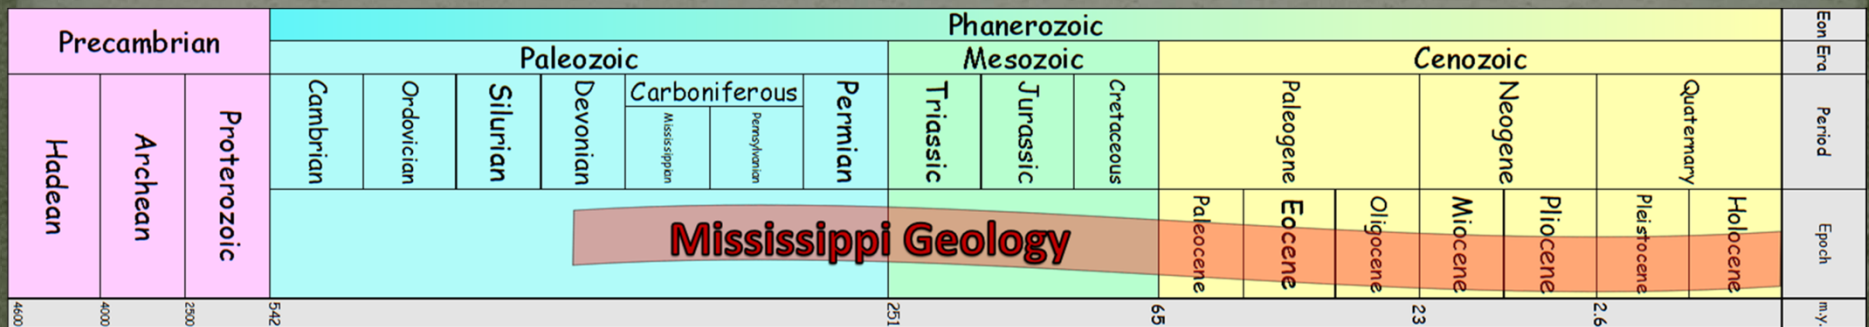 Precambrian
Phanerozoic
Eon
Paleozoic
Mesozoic
Cenozoic
Era
Hadean
Archean
Proterozoic
Cambrian
Ordovician
Silurian
Devonian
Carboniferous
Mississippian
Pennsylvanian
Permian
Triassic
Jurassic
Cretaceous
Paleogene
Neogene
Quaternary
Period
Mississippi Geology
Paleocene
Eocene
Oligocene
Miocene
Pliocene
Pleistocene
Holocene
Epoch
4600
4000
2500
542
251
65
23
2.6
m.y.